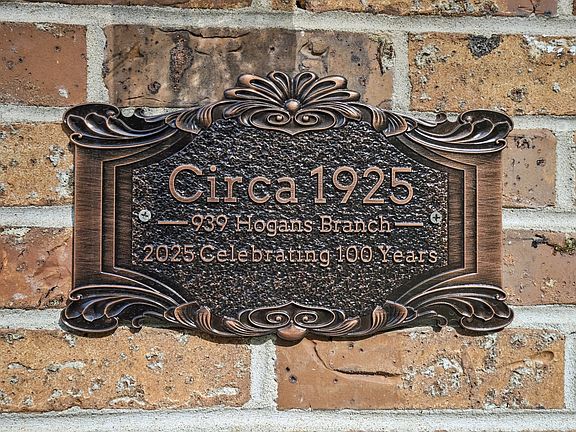 Circa 1925
939 Hogans Branch
2025 Celebrating 100 Years